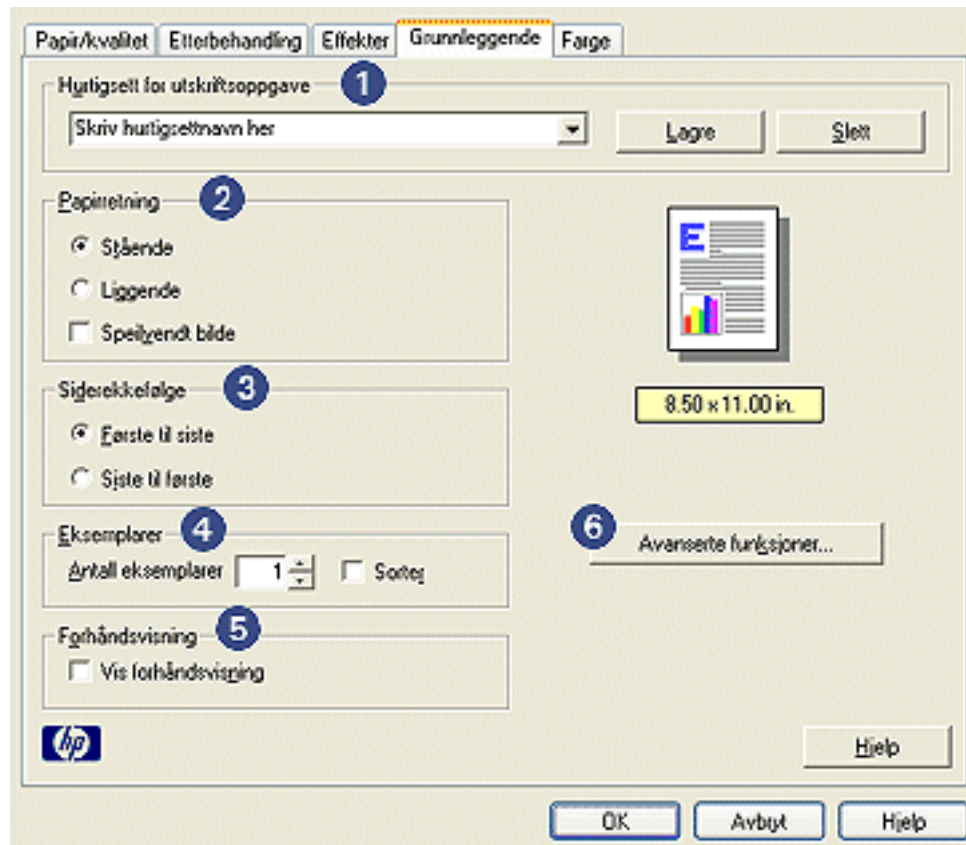 Papir/kvalitet Etterbehandling Effekter Grunnleggende Farge
Hurtigsett for utskriftsoppgave 1
Skriv hurtigsettnavn her Lagre Slett
Papirretning 2
Stående
Liggende
Speilvendt bilde
E
8.50 x 11.00 in.
Siderekkefølge 3
Første til siste
Siste til første
Eksemplarer 4
Antall eksemplarer 1 Sorter
6 Avanserte funksjoner...
Forhåndsvisning 5
Vis forhåndsvisning
hp Hjelp
OK Avbryt Hjelp